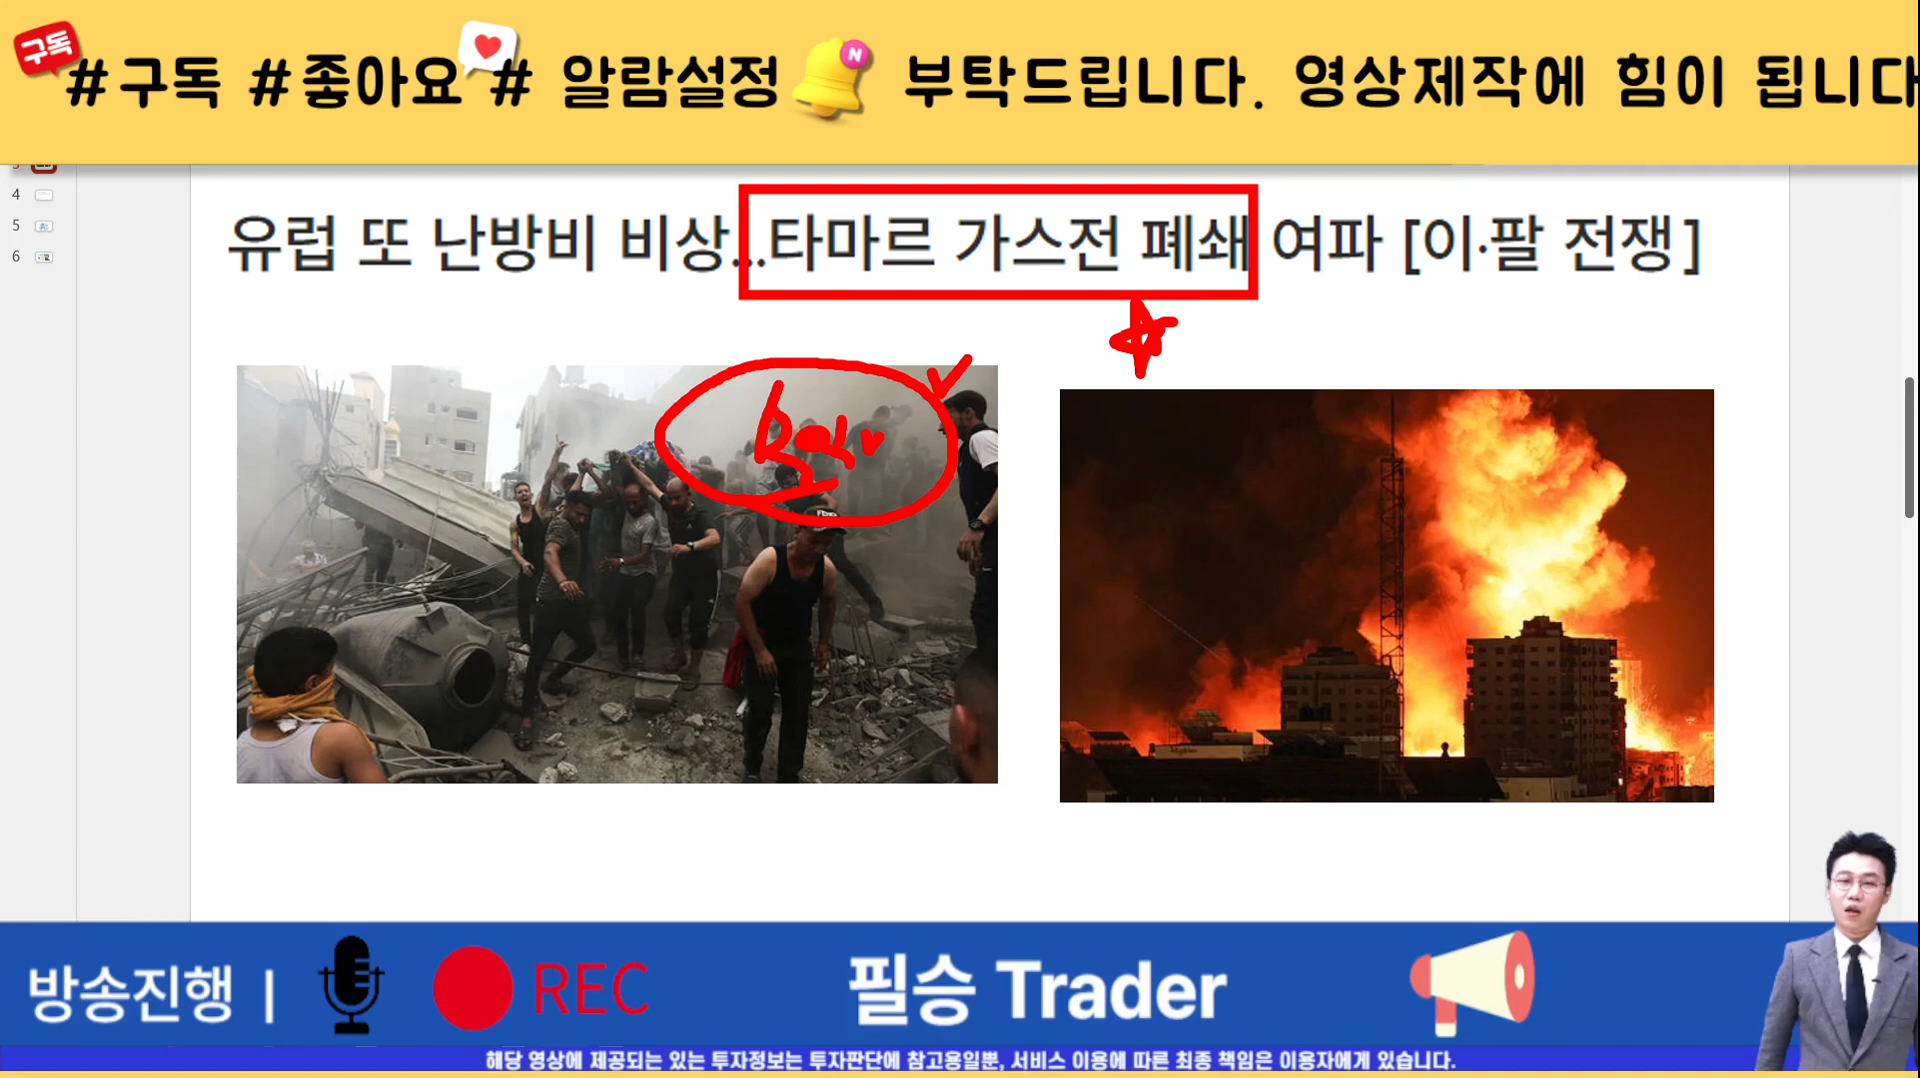 구독
#구독 #좋아요 # 알람설정 N 부탁드립니다. 영상제작에 힘이 됩니다
4
5
6
유럽 또 난방비 비상...타마르 가스전 폐쇄 여파 [이·팔 전쟁]
방송진행 | REC 필승 Trader
해당 영상에 제공되는 있는 투자정보는 투자판단에 참고용일뿐, 서비스 이용에 따른 최종 책임은 이용자에게 있습니다.